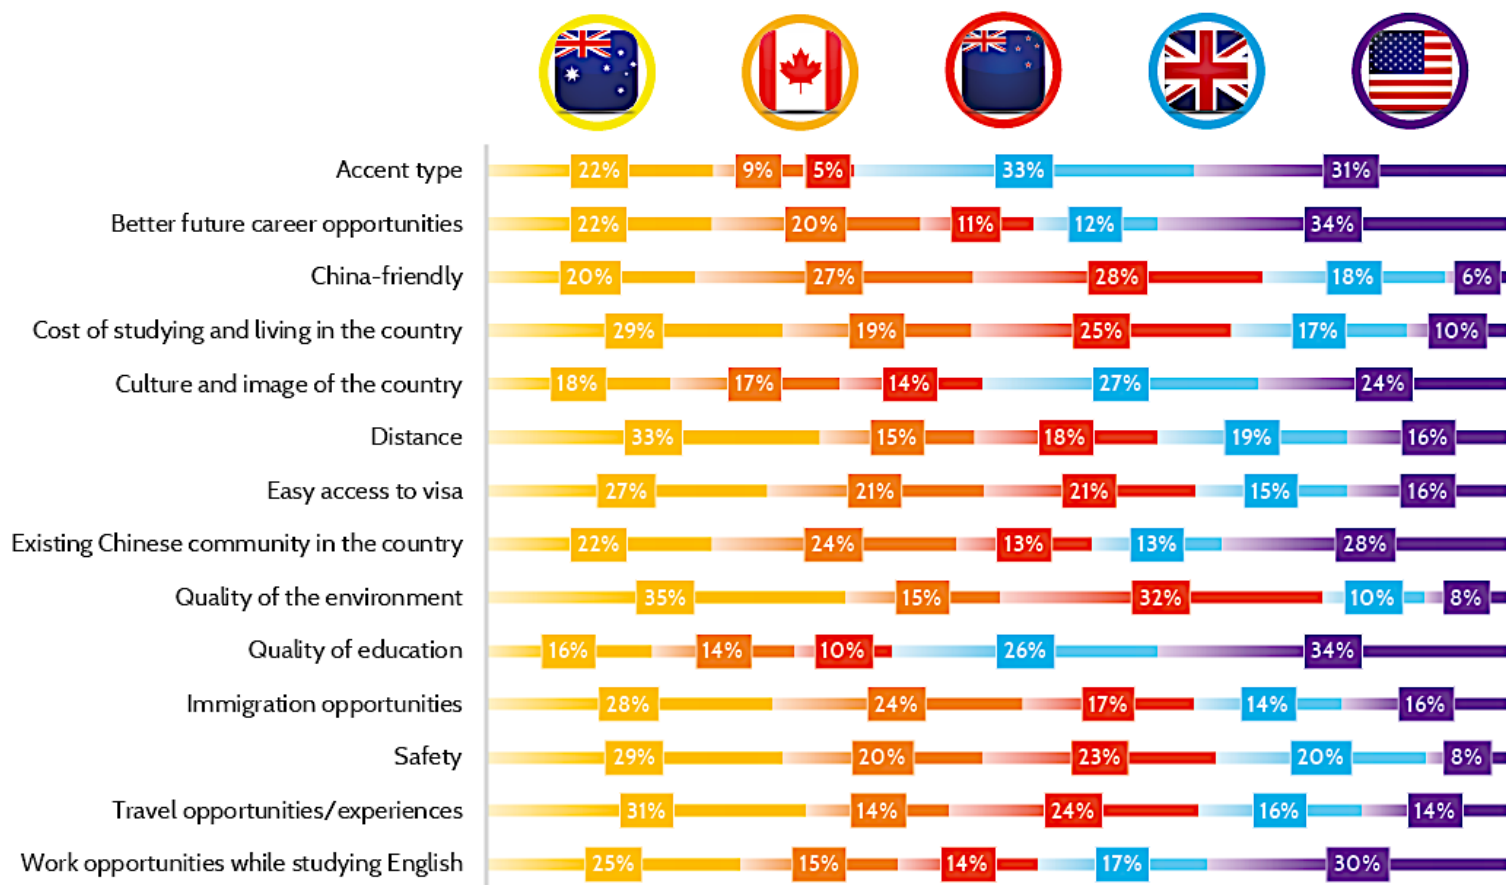 Accent type 22% 9% 5% 33% 31%
Better future career opportunities 22% 20% 11% 12% 34%
China-friendly 20% 27% 28% 18% 6%
Cost of studying and living in the country 29% 19% 25% 17% 10%
Culture and image of the country 18% 17% 14% 27% 24%
Distance 33% 15% 18% 19% 16%
Easy access to visa 27% 21% 21% 15% 16%
Existing Chinese community in the country 22% 24% 13% 13% 28%
Quality of the environment 35% 15% 32% 10% 8%
Quality of education 16% 14% 10% 26% 34%
Immigration opportunities 28% 24% 17% 14% 16%
Safety 29% 20% 23% 20% 8%
Travel opportunities/experiences 31% 14% 24% 16% 14%
Work opportunities while studying English 25% 15% 14% 17% 30%